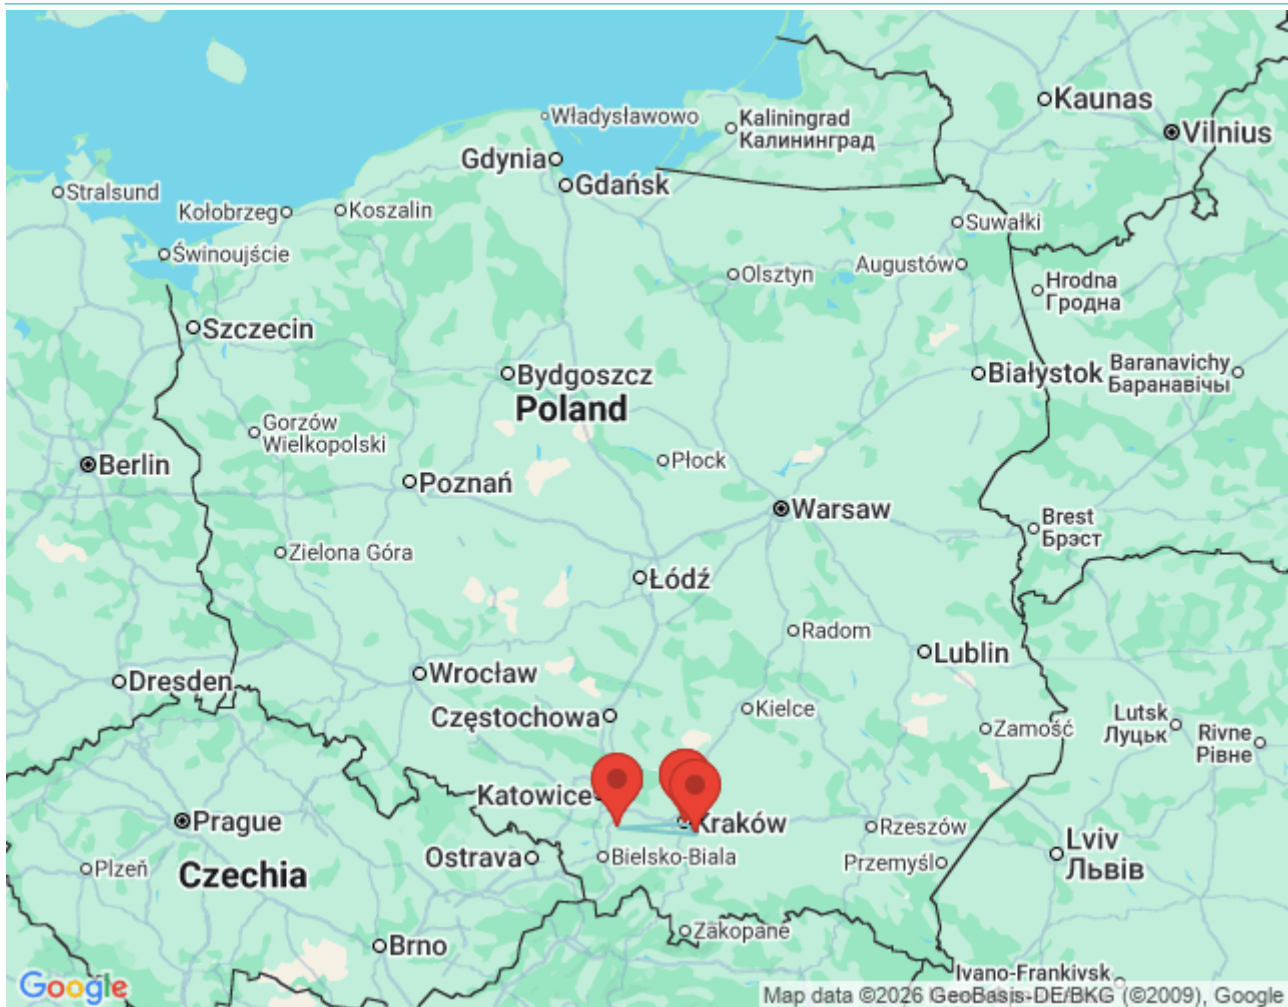 Władysławowo
Kaliningrad
Калининград
Kaunas
Vilnius
Gdynia
Gdańsk
Stralsund
Kołobrzeg
Koszalin
Świnoujście
Suwałki
Augustów
Olsztyn
Hrodna
Гродна
Szczecin
Bydgoszcz
Poland
Białystok
Baranavichy
Баранавічы
Gorzów
Wielkopolski
Berlin
Poznań
Płock
Warsaw
Brest
Брэст
Zielona Góra
Łódź
Radom
Lublin
Dresden
Wrocław
Częstochowa
Kielce
Zamość
Lutsk
Луцьк
Rivne
Рівне
Katowice
Kraków
Rzeszów
Prague
Plzeň
Czechia
Ostrava
Bielsko-Biala
Przemyśl
Lviv
Львів
Zakopane
Brno
Ivano-Frankivsk
Google
Map data ©2026 GeoBasis-DE/BKG (©2009), Google